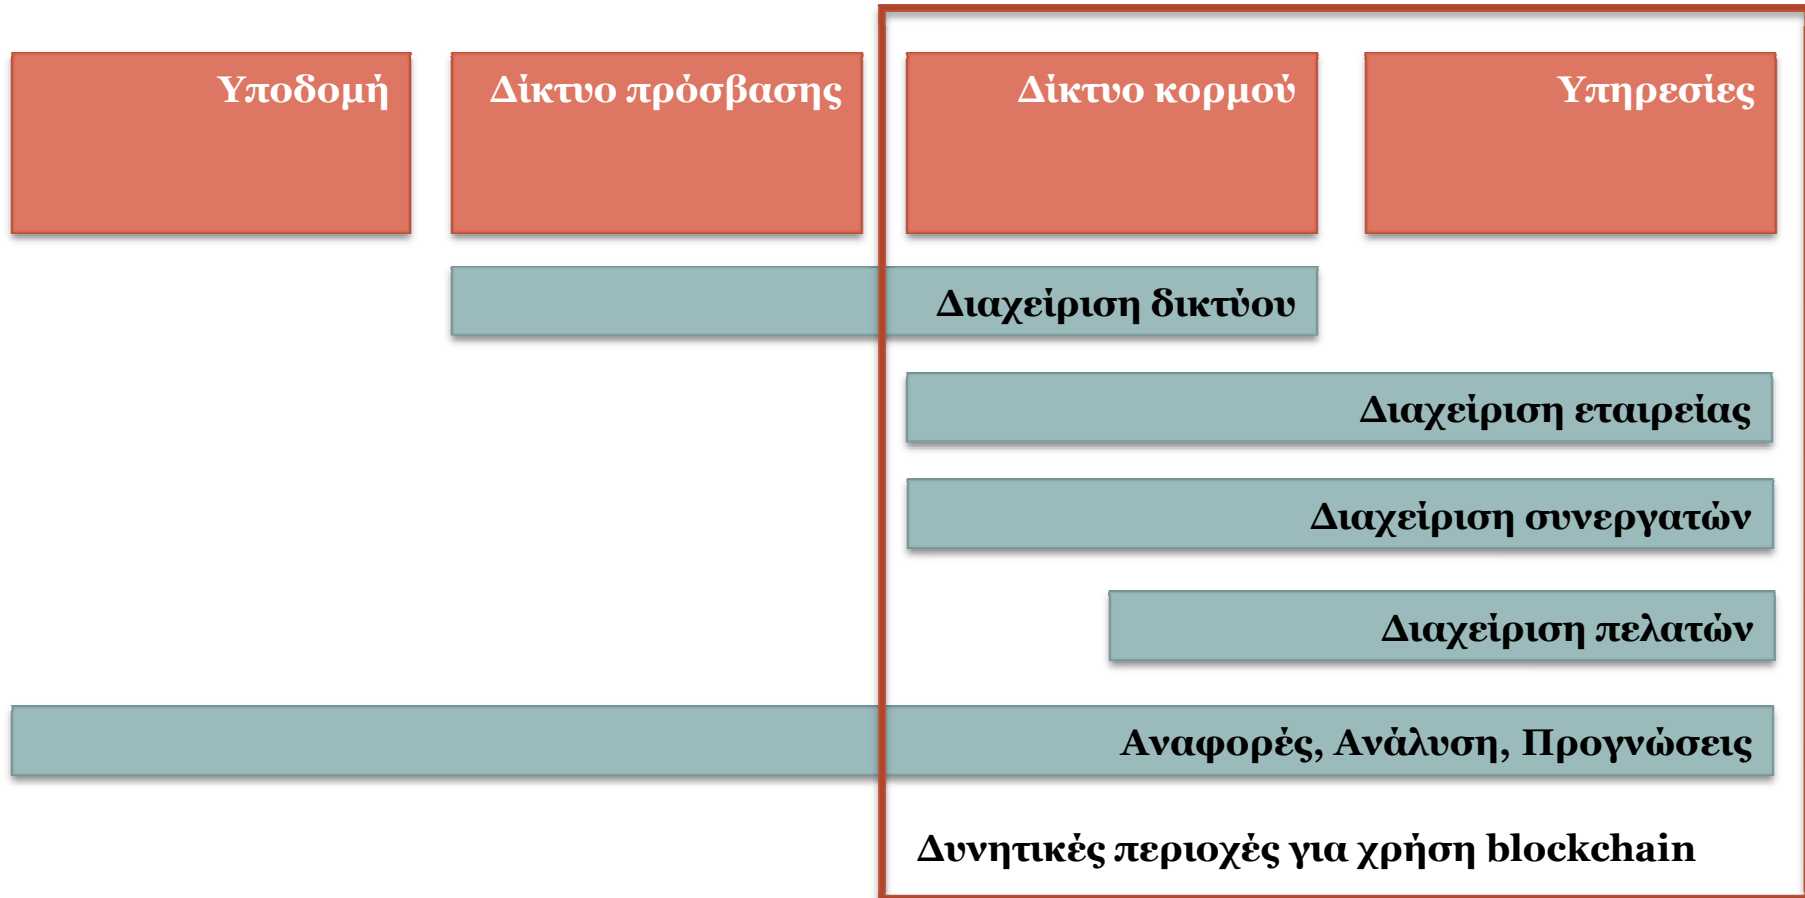 Υποδομή
Δίκτυο πρόσβασης
Δίκτυο κορμού
Υπηρεσίες
Διαχείριση δικτύου
Διαχείριση εταιρείας
Διαχείριση συνεργατών
Διαχείριση πελατών
Αναφορές, Ανάλυση, Προγνώσεις
Δυνητικές περιοχές για χρήση blockchain